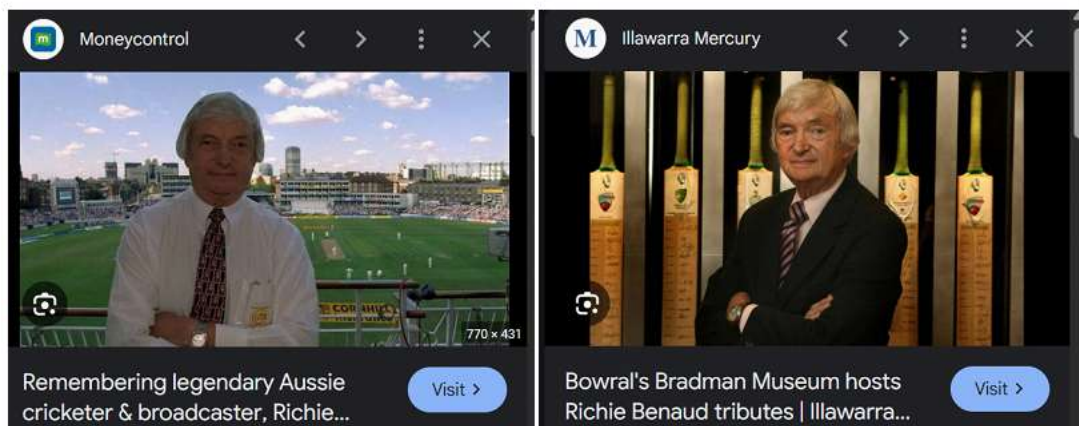 Moneycontrol
CORNHILL
770 × 431
Remembering legendary Aussie
cricketer & broadcaster, Richie...
Visit >
M Illawarra Mercury
Bowral's Bradman Museum hosts
Richie Benaud tributes | Illawarra...
Visit >